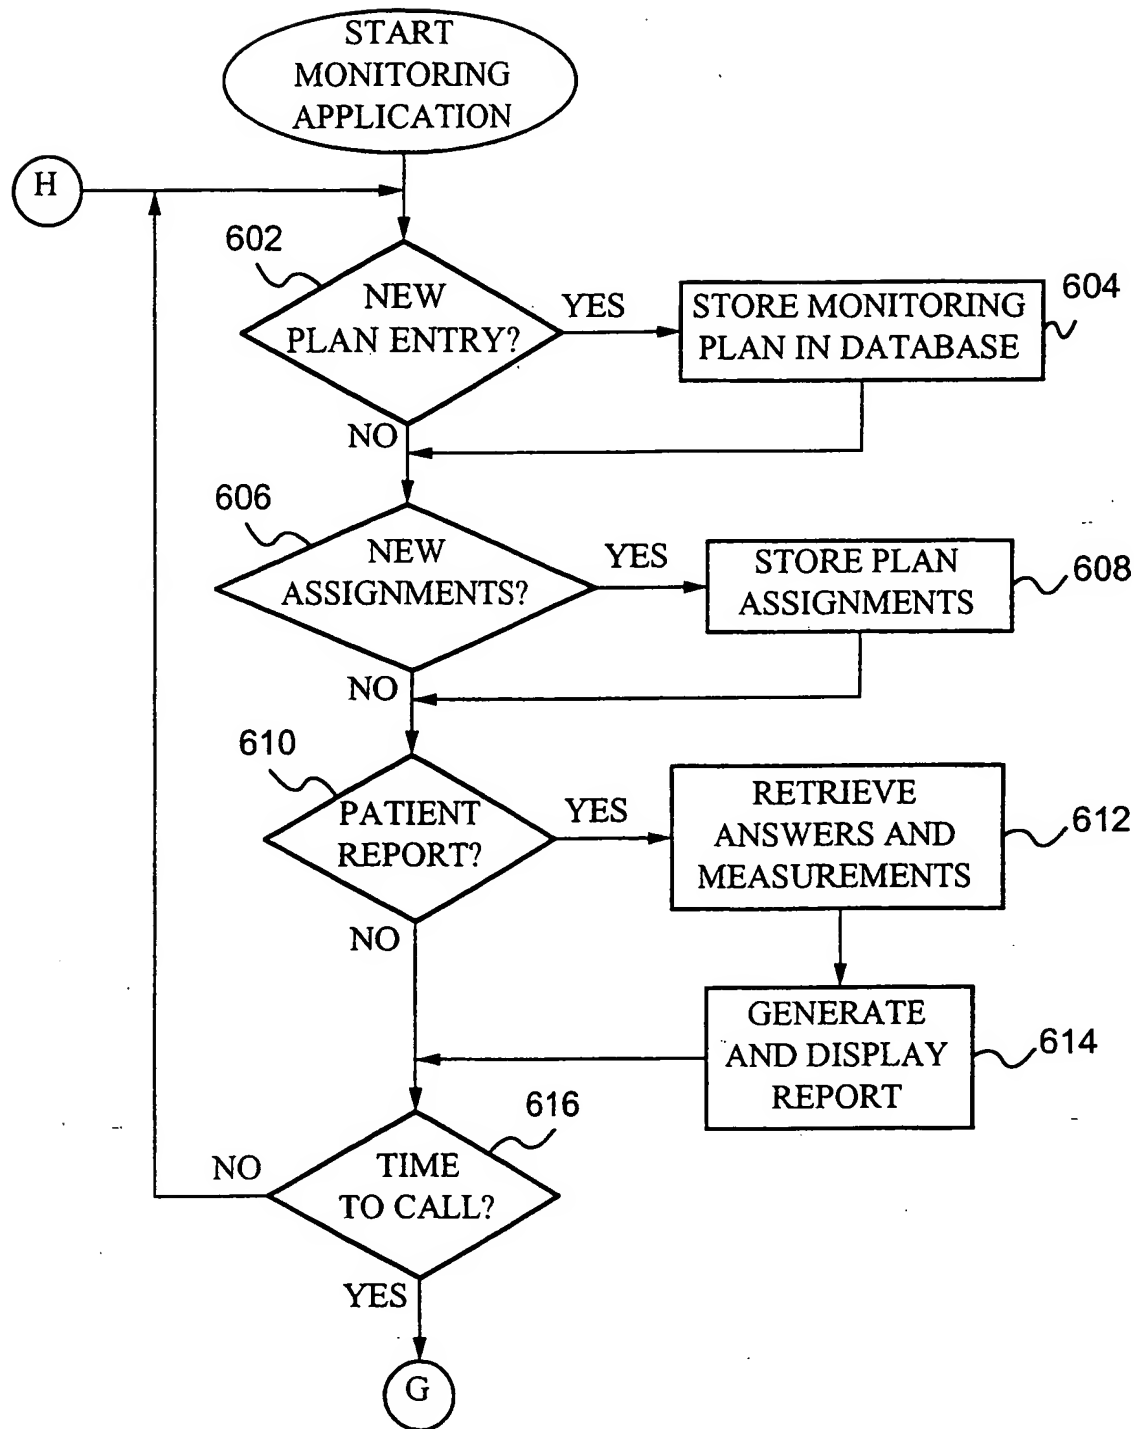 START
MONITORING
APPLICATION
H
602
NEW
PLAN ENTRY?
YES
STORE MONITORING
PLAN IN DATABASE
604
NO
606
NEW
ASSIGNMENTS?
YES
STORE PLAN
ASSIGNMENTS
608
NO
610
PATIENT
REPORT?
YES
RETRIEVE
ANSWERS AND
MEASUREMENTS
612
NO
GENERATE
AND DISPLAY
REPORT
614
616
TIME
TO CALL?
NO
YES
G